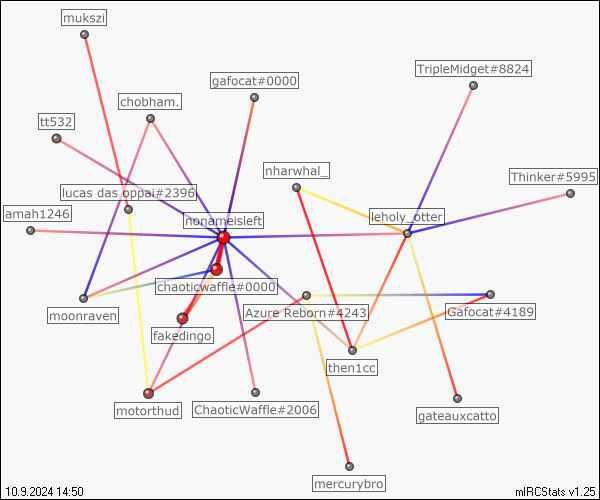 mukszi
TripleMidget#8824
gafocat#0000
chobham.
tt532
nharwhal_
Thinker#5995
lucas das oppai#2396
amah1246
nonameisleft
leholy_otter
chaoticwaffle#0000
moonraven
Azure Reborn#4243
Gafocat#4189
fakedingo
then1cc
motorthud
ChaoticWaffle#2006
gateauxcatto
mercurybro
10.9.2024 14:50
mIRCStats v1.25